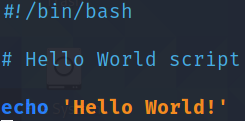 #!/bin/bash
# Hello World script
echo 'Hello World!'